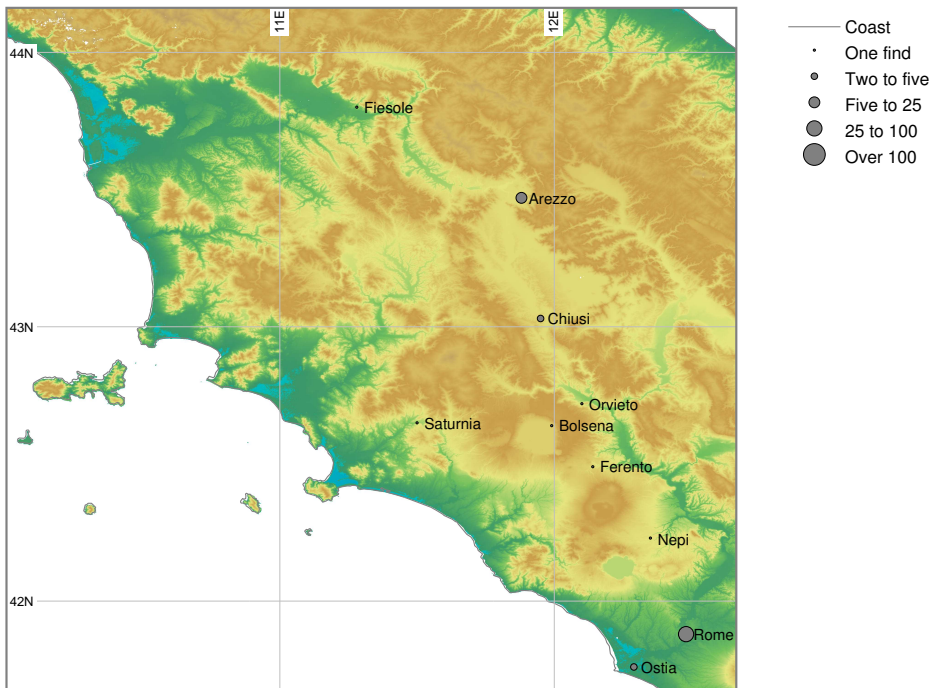 11E
12E
44N
Fiesole
Arezzo
43N
Chiusi
Orvieto
Saturnia
Bolsena
Ferento
Nepi
42N
Rome
Ostia
Coast
One find
Two to five
Five to 25
25 to 100
Over 100